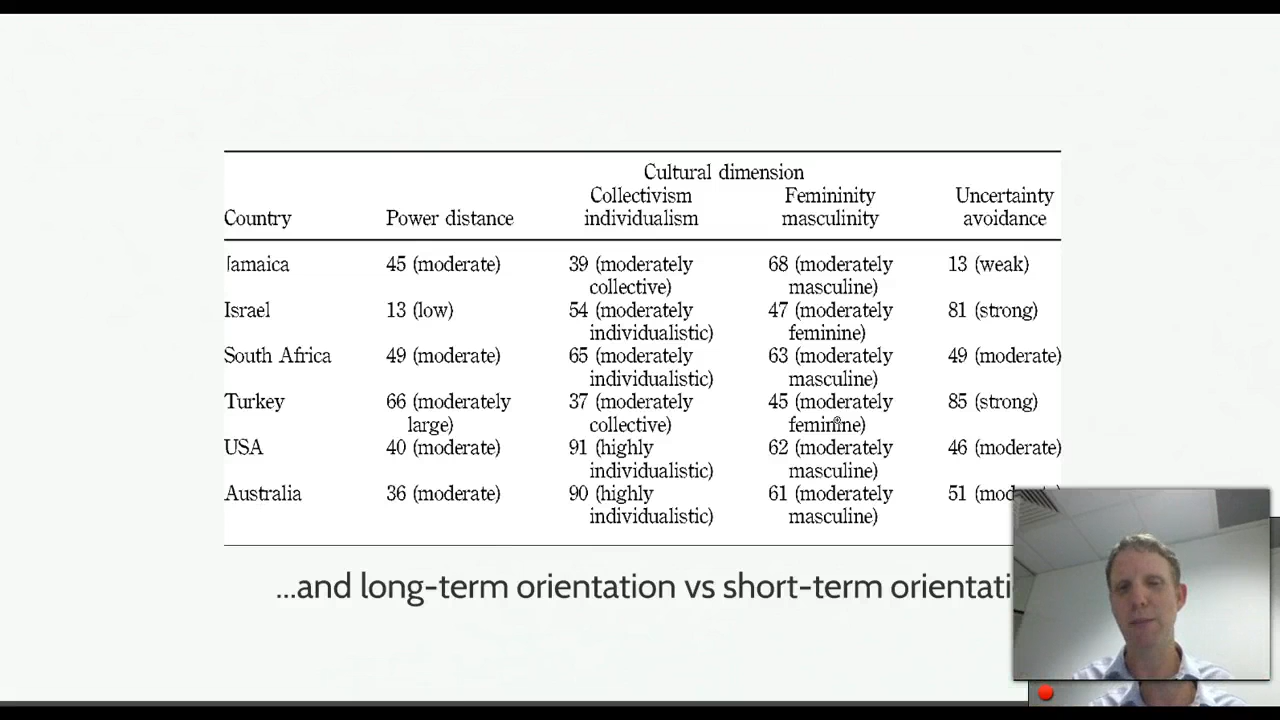 Cultural dimension
Collectivism Femininity Uncertainty
Country Power distance individualism masculinity avoidance
Jamaica 45 (moderate) 39 (moderately 68 (moderately 13 (weak)
collective) masculine)
Israel 13 (low) 54 (moderately 47 (moderately 81 (strong)
individualistic) feminine)
South Africa 49 (moderate) 65 (moderately 63 (moderately 49 (moderate)
individualistic) masculine)
Turkey 66 (moderately 37 (moderately 45 (moderately 85 (strong)
large) collective) feminine)
USA 40 (moderate) 91 (highly 62 (moderately 46 (moderate)
individualistic) masculine)
Australia 36 (moderate) 90 (highly 61 (moderately 51
individualistic) masculine)
...and long-term orientation vs short-term